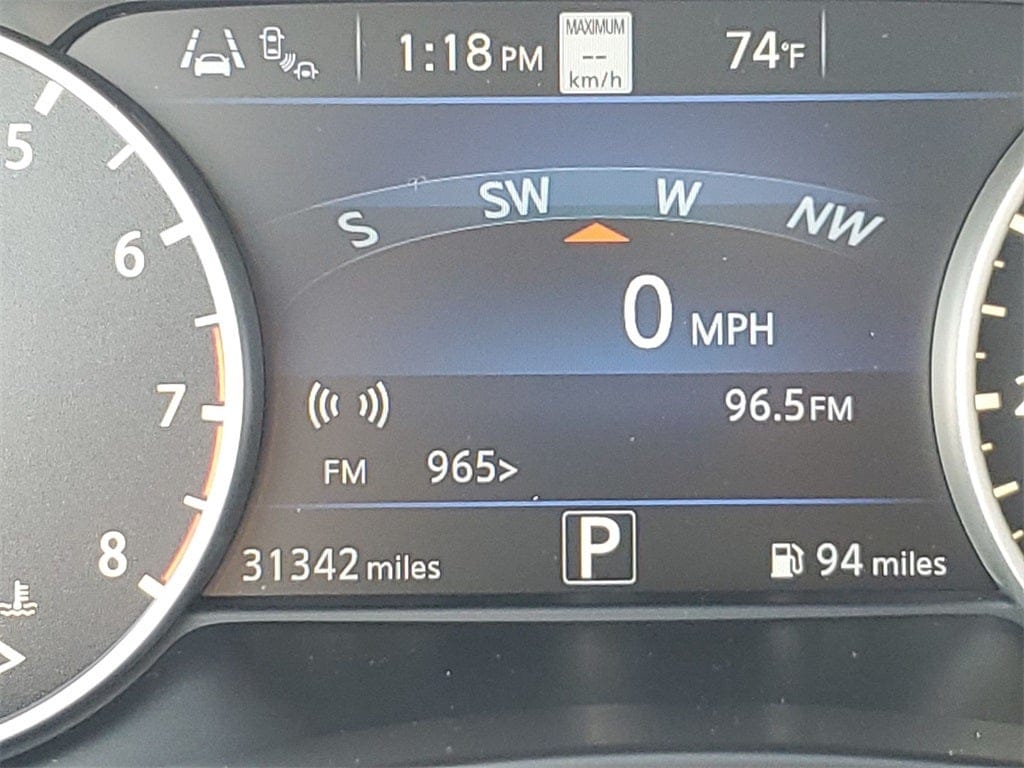 1:18 PM
MAXIMUM
--
km/h
74°F
S SW W NW
0 MPH
96.5FM
FM 965>
31342 miles
P
94 miles
5
6
7
8